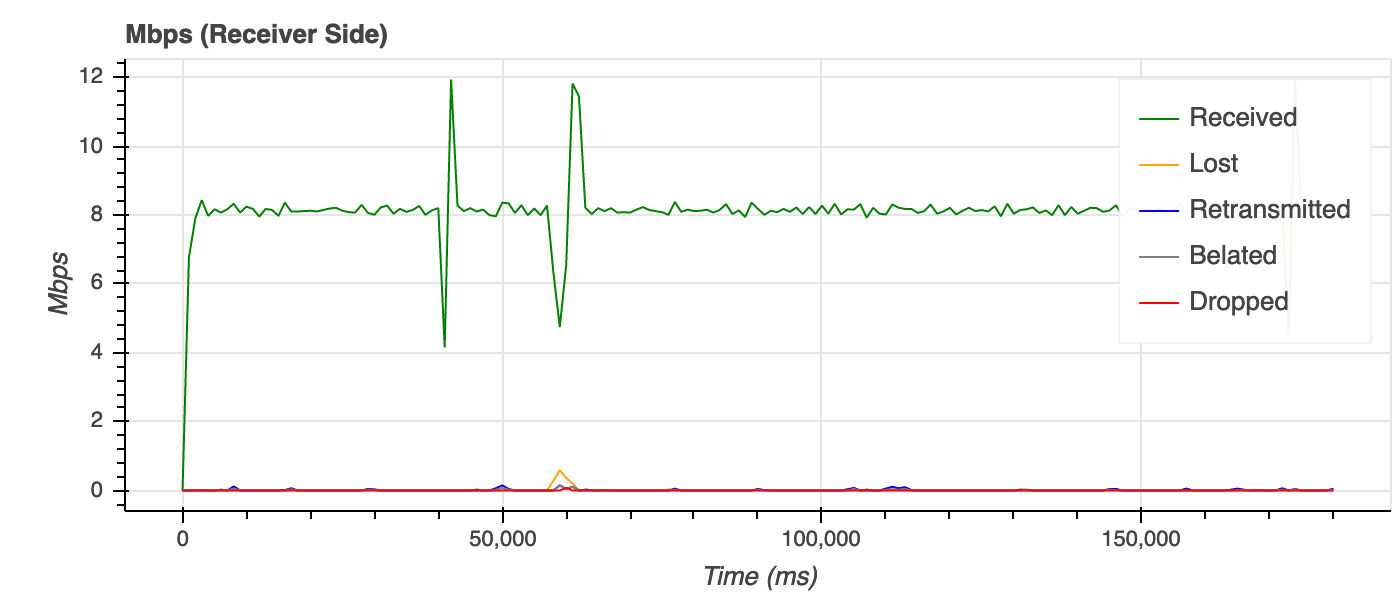 Mbps (Receiver Side)
12
10
8
6
4
2
0
Mbps
Received
Lost
Retransmitted
Belated
Dropped
0
50,000
100,000
150,000
Time (ms)